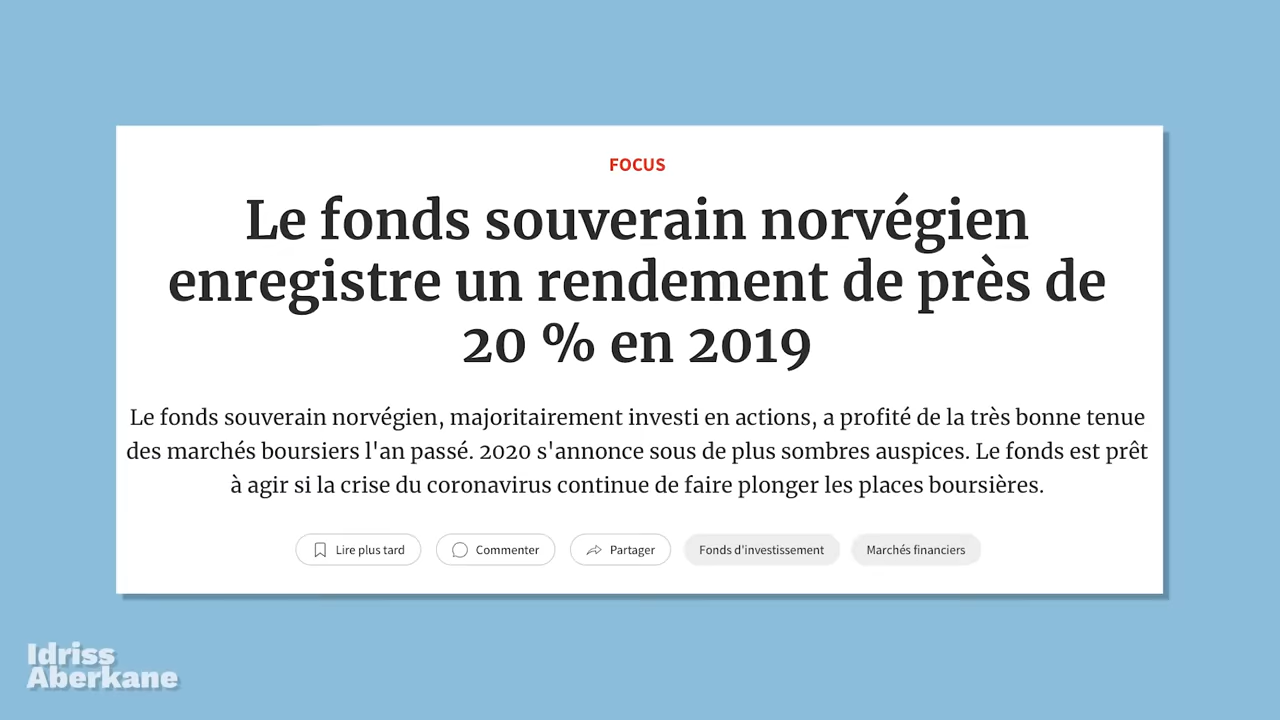 FOCUS
Le fonds souverain norvégien
enregistre un rendement de près de
20 % en 2019
Le fonds souverain norvégien, majoritairement investi en actions, a profité de la très bonne tenue
des marchés boursiers l'an passé. 2020 s'annonce sous de plus sombres auspices. Le fonds est prêt
à agir si la crise du coronavirus continue de faire plonger les places boursières.
Lire plus tard Commenter Partager Fonds d'investissement Marchés financiers
Idriss
Aberkane